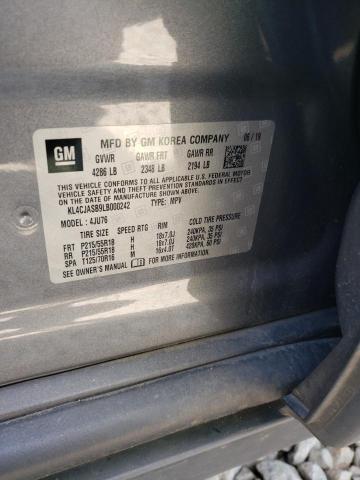 GM
MFD BY GM KOREA COMPANY 06 / 19
GVWR GAWR FRT GAWR RR
4286 LB 2348 LB 2194 LB
THIS VEHICLE CONFORMS TO ALL APPLICABLE U.S. FEDERAL MOTOR
VEHICLE SAFETY AND THEFT PREVENTION STANDARDS IN EFFECT
ON THE DATE OF MANUFACTURE SHOWN ABOVE.
KL4CJASB9LB000242 TYPE: MPV
MODEL: 4JU76
TIRE SIZE SPEED RTG RIM COLD TIRE PRESSURE
FRT P215/55R18 H 18x7.0J 240KPA, 35 PSI
RR P215/55R18 H 18x7.0J 240KPA, 35 PSI
SPA T125/70R16 M 16x4.0T 420KPA, 60 PSI
SEE OWNER'S MANUAL FOR MORE INFORMATION.